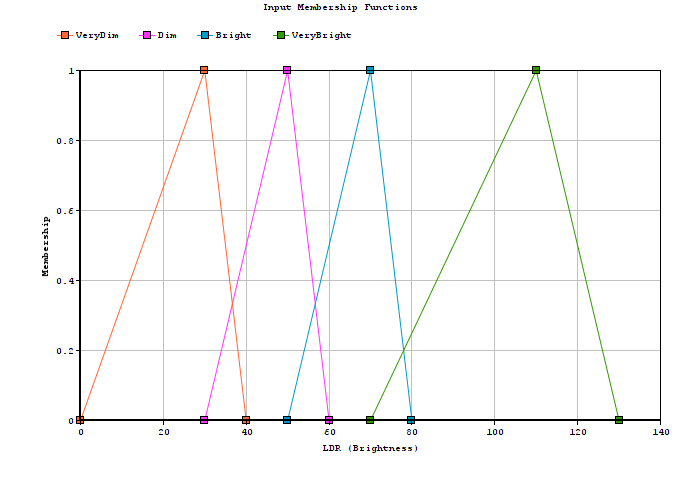 Input Membership Functions
VeryDim Dim Bright VeryBright
1
0.8
0.6
0.4
0.2
0
Membership
0 20 40 60 80 100 120 140
LDR (Brightness)